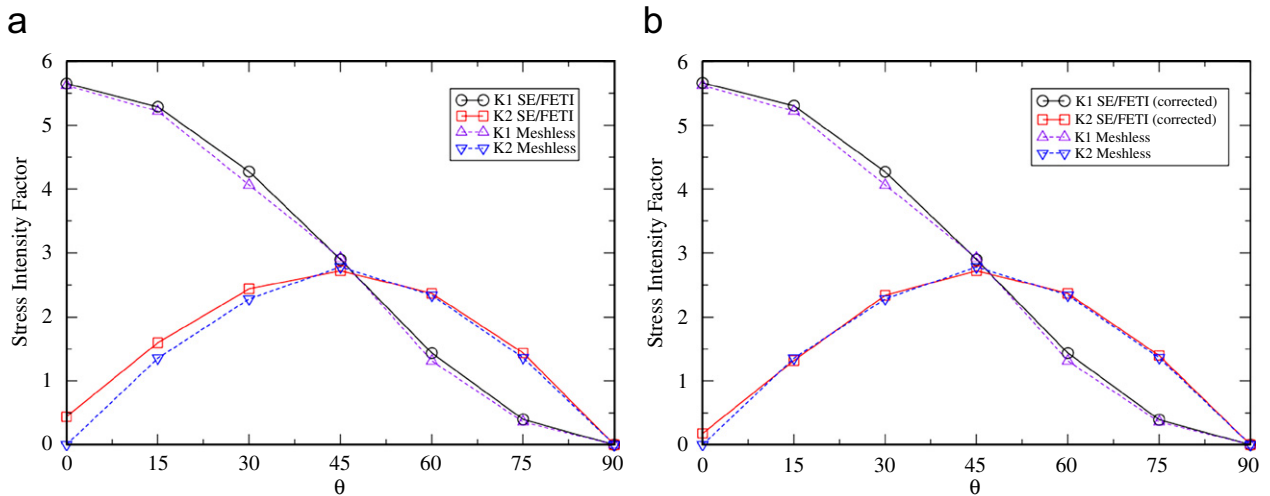 a
6
5
4
3
2
1
0
Stress Intensity Factor
K1 SE/FETI
K2 SE/FETI
K1 Meshless
K2 Meshless
0 15 30 45 60 75 90
θ
b
6
5
4
3
2
1
0
Stress Intensity Factor
K1 SE/FETI (corrected)
K2 SE/FETI (corrected)
K1 Meshless
K2 Meshless
0 15 30 45 60 75 90
θ